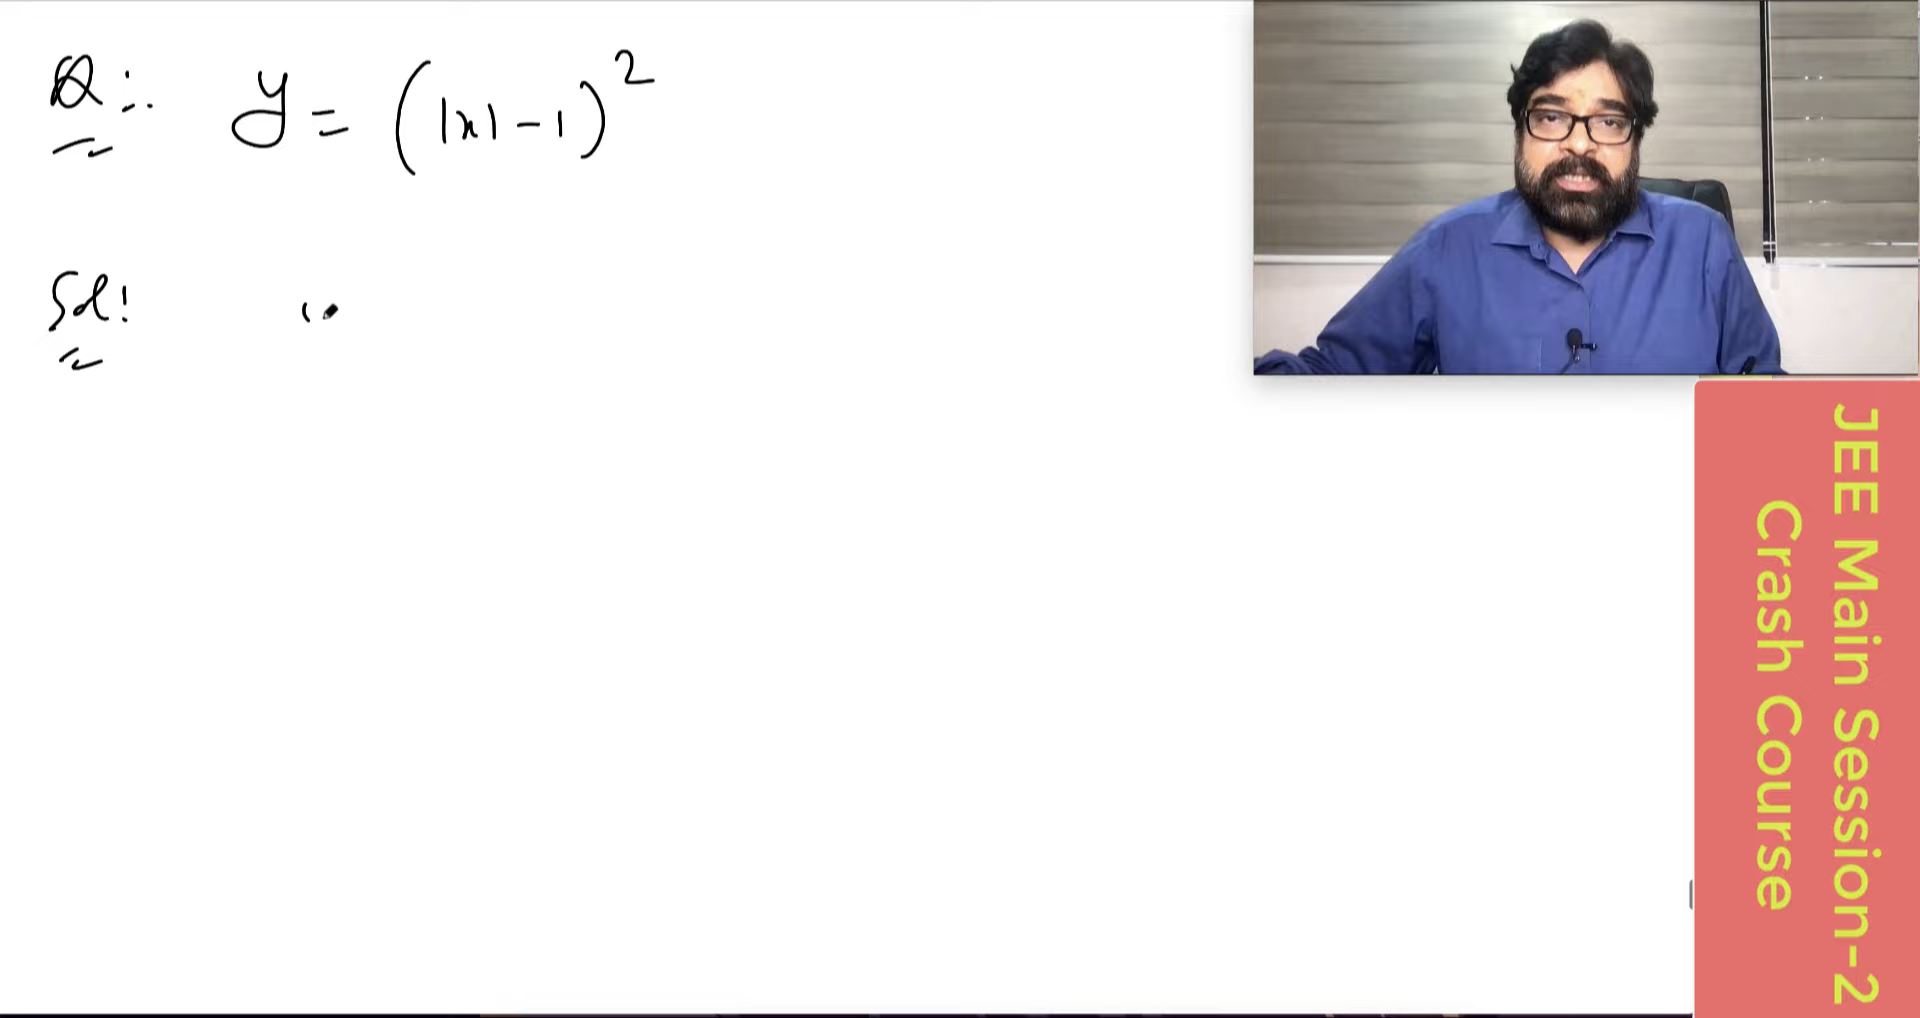 Q:-. y = (|x| - 1)²
Sol:
JEE Main Session-2
Crash Course